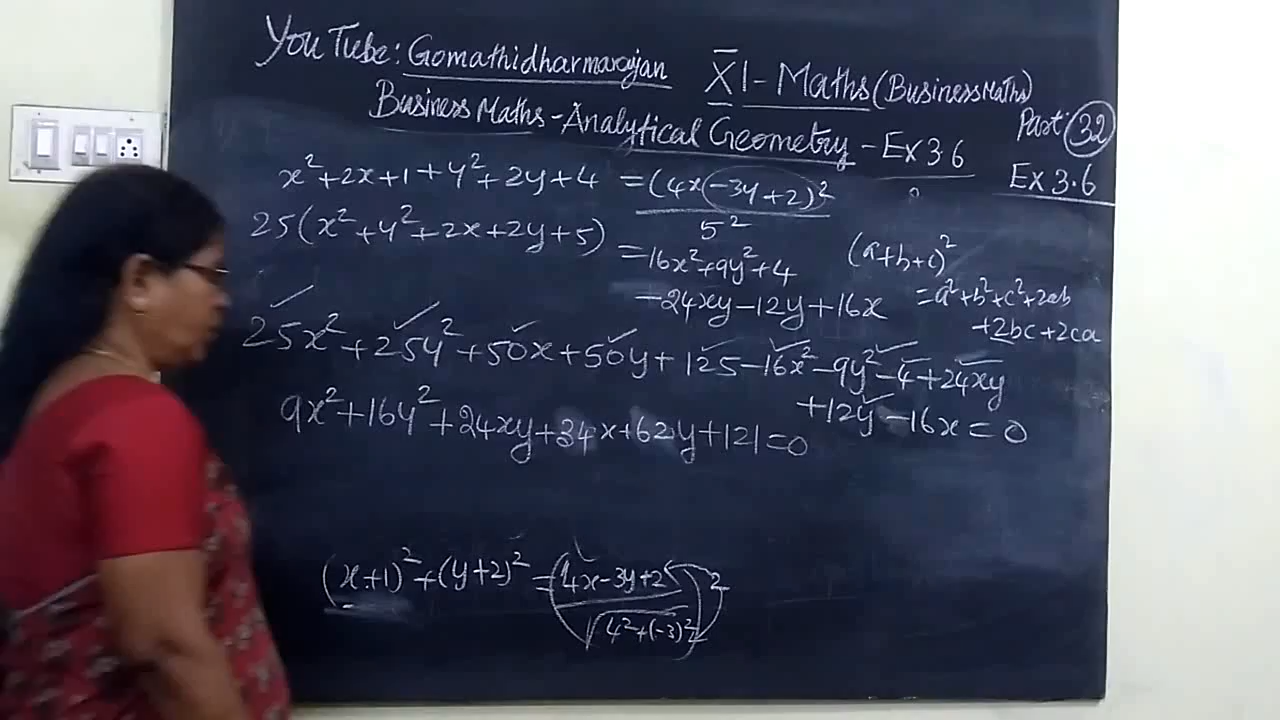 YouTube: Gomathidharmarajan XI-Maths (Business Maths)
Business Maths - Analytical Geometry - Ex 3 6 Part 32
Ex 3.6
x²+2x+1+y²+2y+4 = (4x-3y+2)²
5²
25(x²+y²+2x+2y+5) = 16x²+9y²+4
-24xy-12y+16x
(a+b+c)²
=a²+b²+c²+2ab
+2bc+2ca
25x²+25y²+50x+50y+125-16x²-9y²-4+24xy
+12y-16x=0
9x²+16y²+24xy+34x+62y+121=0
(x+1)²+(y+2)²=(4x-3y+2
√4²+(-3)²)²